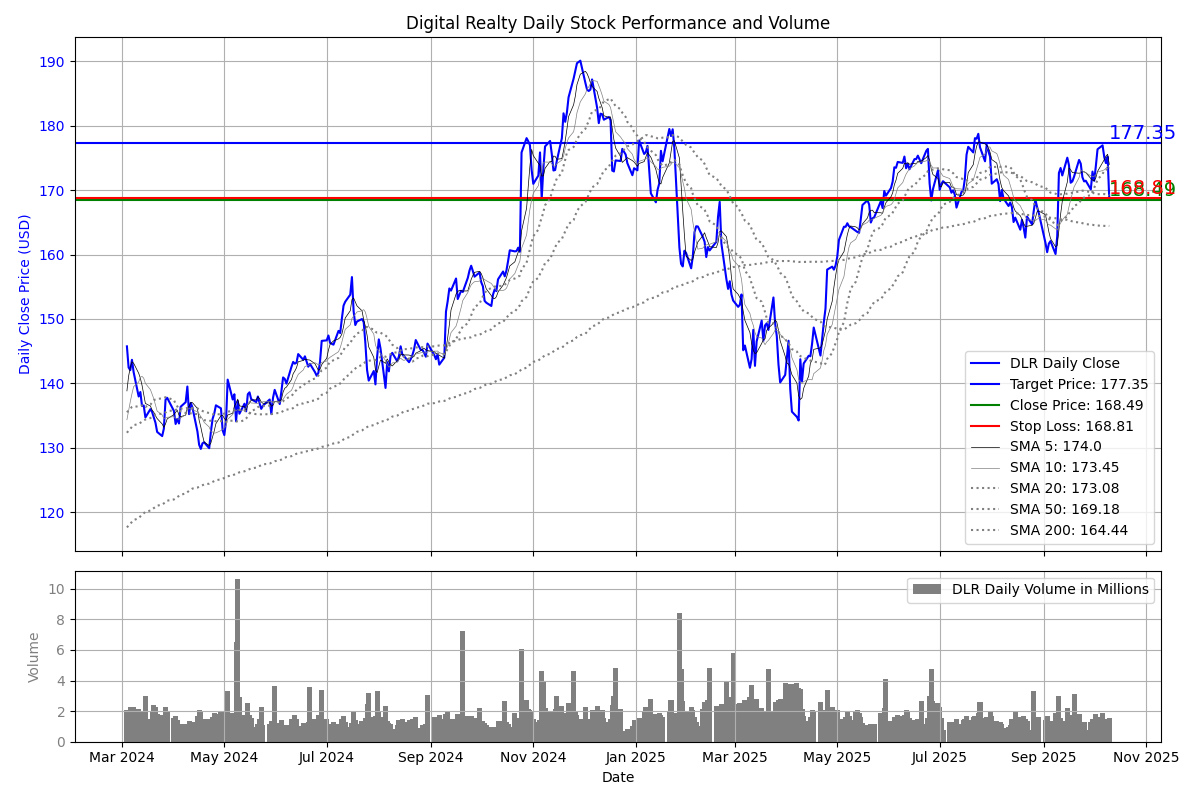 Digital Realty Daily Stock Performance and Volume
Daily Close Price (USD)
190
180
170
160
150
140
130
120
177.35
168.81
168.49
DLR Daily Close
Target Price: 177.35
Close Price: 168.49
Stop Loss: 168.81
SMA 5: 174.0
SMA 10: 173.45
SMA 20: 173.08
SMA 50: 169.18
SMA 200: 164.44
Volume
10
8
6
4
2
0
DLR Daily Volume in Millions
Mar 2024 May 2024 Jul 2024 Sep 2024 Nov 2024 Jan 2025 Mar 2025 May 2025 Jul 2025 Sep 2025 Nov 2025
Date